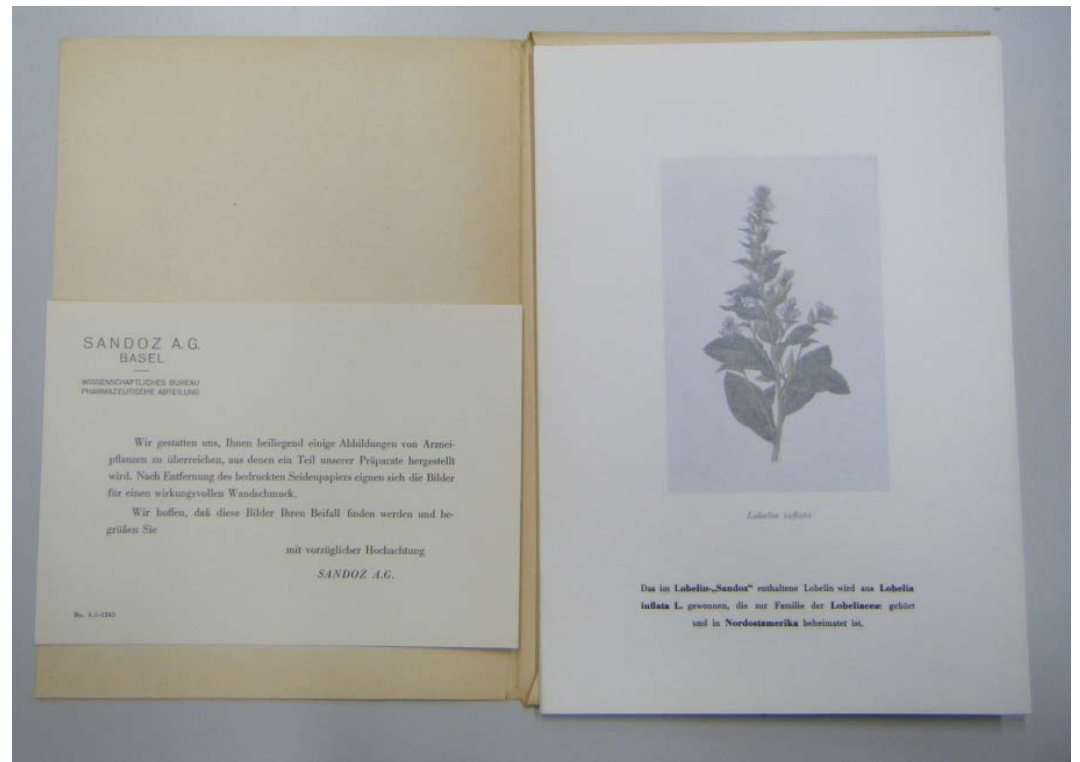 SANDOZ A.G.
BASEL
WISSENSCHAFTLICHES BUREAU
PHARMAZEUTISCHE ABTEILUNG
Wir gestatten uns, Ihnen beiliegend einige Abbildungen von Arznei-
pflanzen zu überreichen, aus denen ein Teil unserer Präparate hergestellt
wird. Nach Entfernung des bedruckten Seidenpapiers eignen sich die Bilder
für einen wirkungsvollen Wandschmuck.
Wir hoffen, daß diese Bilder Ihren Beifall finden werden und be-
grüßen Sie
mit vorzüglicher Hochachtung
SANDOZ A.G.
Lobelia inflata
Das im Lobelin-„Sandoz“ enthaltene Lobelin wird aus Lobelia
inflata L. gewonnen, die zur Familie der Lobeliaceæ gehört
und in Nordostamerika beheimatet ist.